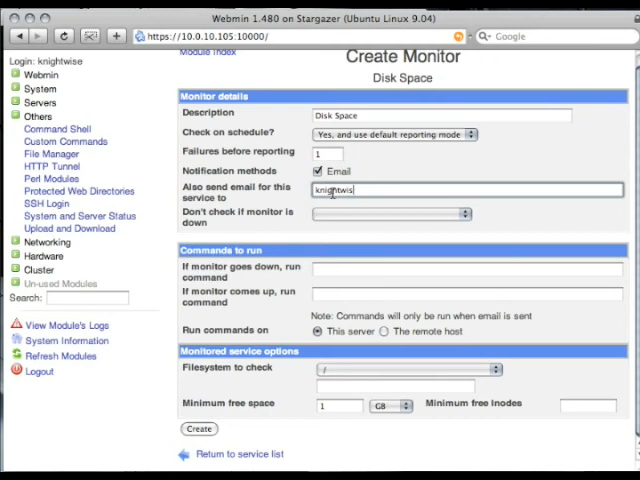 Webmin 1.480 on Stargazer (Ubuntu Linux 9.04)
https://10.0.10.105:10000/
Google
Login: knightwise
Webmin
System
Servers
Others
Command Shell
Custom Commands
File Manager
HTTP Tunnel
Perl Modules
Protected Web Directories
SSH Login
System and Server Status
Upload and Download
Networking
Hardware
Cluster
Un-used Modules
Search:
View Module's Logs
System Information
Refresh Modules
Logout
Module Index
Create Monitor
Disk Space
Monitor details
Description Disk Space
Check on schedule? Yes, and use default reporting mode
Failures before reporting 1
Notification methods Email
Also send email for this
service to knightwis
Don't check if monitor is
down
Commands to run
If monitor goes down, run
command
If monitor comes up, run
command
Note: Commands will only be run when email is sent
Run commands on This server The remote host
Monitored service options
Filesystem to check /
Minimum free space 1 GB Minimum free inodes
Create
Return to service list